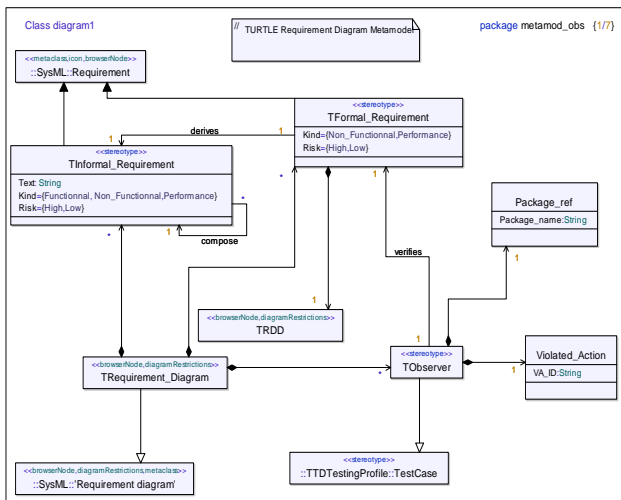 Class diagram1
// TURTLE Requirement Diagram Metamodel
package metamod_obs {1/7}
<<metaclass,icon,browserNode>>
::SysML::Requirement
<<stereotype>>
TFormal_Requirement
Kind={Non_Functionnal,Performance}
Risk={High,Low}
derives
1
1
<<stereotype>>
TInformal_Requirement
Text: String
Kind={Functionnal, Non_Functionnal,Performance}
Risk={High,Low}
*
1
compose
*
*
1
verifies
1
Package_ref
Package_name:String
1
1
<<browserNode,diagramRestrictions>>
TRDD
<<browserNode,diagramRestrictions>>
TRequirement_Diagram
*
<<stereotype>>
TObserver
1
Violated_Action
VA_ID:String
<<browserNode,diagramRestrictions,metaclass>>
::SysML::'Requirement diagram'
<<stereotype>>
::TTDTestingProfile::TestCase